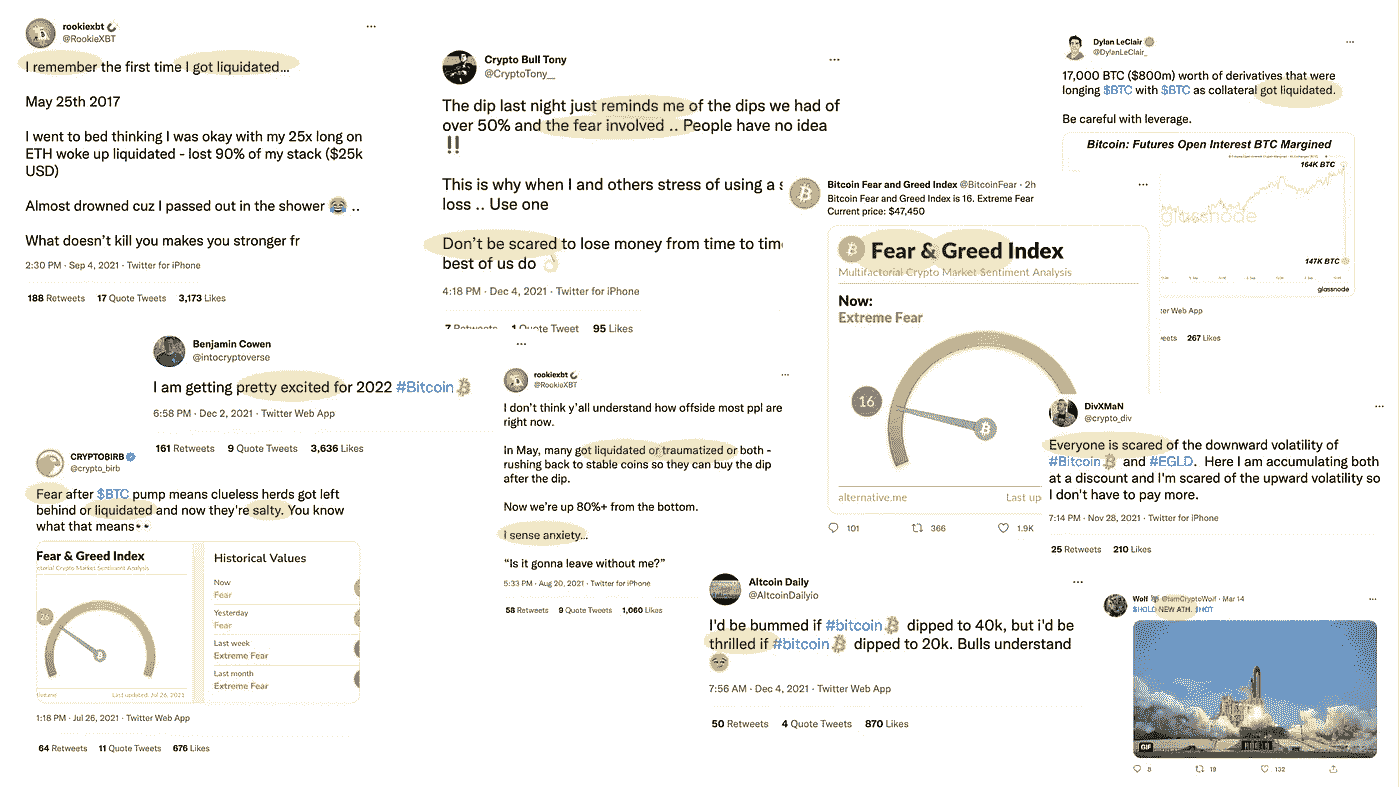 rookiexbt
@RookieXBT
I remember the first time I got liquidated...
May 25th 2017
I went to bed thinking I was okay with my 25x long on
ETH woke up liquidated - lost 90% of my stack ($25k
USD)
Almost drowned cuz I passed out in the shower 😂 ..
What doesn't kill you makes you stronger fr
2:30 PM · Sep 4, 2021 · Twitter for iPhone
188 Retweets 17 Quote Tweets 3,173 Likes
Crypto Bull Tony
@CryptoTony__
The dip last night just reminds me of the dips we had of
over 50% and the fear involved .. People have no idea
‼️
This is why when I and others stress of using a s
loss .. Use one
Don't be scared to lose money from time to tim
best of us do 👌
4:18 PM · Dec 4, 2021 · Twitter for iPhone
7 Retweets 1 Quote Tweet 95 Likes
Dylan LeClair
@DylanLeClair_
17,000 BTC ($800m) worth of derivatives that were
longing $BTC with $BTC as collateral got liquidated.
Be careful with leverage.
Bitcoin: Futures Open Interest BTC Margined
164K BTC
glassnode
147K BTC
glassnode
ter Web App
eets 267 Likes
Bitcoin Fear and Greed Index @BitcoinFear · 2h
Bitcoin Fear and Greed Index is 16. Extreme Fear
Current price: $47,450
Fear & Greed Index
Multifactorial Crypto Market Sentiment Analysis
Now:
Extreme Fear
16
alternative.me Last up
101 366 1.9K
Benjamin Cowen
@intocryptoverse
I am getting pretty excited for 2022 #Bitcoin
6:58 PM · Dec 2, 2021 · Twitter Web App
161 Retweets 9 Quote Tweets 3,636 Likes
rookiexbt
@RookieXBT
I don't think y'all understand how offside most ppl are
right now.
In May, many got liquidated or traumatized or both -
rushing back to stable coins so they can buy the dip
after the dip.
Now we're up 80%+ from the bottom.
I sense anxiety...
"Is it gonna leave without me?"
5:33 PM · Aug 20, 2021 · Twitter for iPhone
58 Retweets 9 Quote Tweets 1,060 Likes
DivXMaN
@crypto_div
Everyone is scared of the downward volatility of
#Bitcoin and #EGLD. Here I am accumulating both
at a discount and I'm scared of the upward volatility so
I don't have to pay more.
7:14 PM · Nov 28, 2021 · Twitter for iPhone
25 Retweets 210 Likes
CRYPTOBIRB
@crypto_birb
Fear after $BTC pump means clueless herds got left
behind or liquidated and now they're salty. You know
what that means👀
Fear & Greed Index
ctorial Crypto Market Sentiment Analysis
26
Last updated: Jul 26, 2021
Historical Values
Now
Fear
Yesterday
Fear
Last week
Extreme Fear
Last month
Extreme Fear
1:18 PM · Jul 26, 2021 · Twitter Web App
64 Retweets 11 Quote Tweets 676 Likes
Altcoin Daily
@AltcoinDailyio
I'd be bummed if #bitcoin dipped to 40k, but i'd be
thrilled if #bitcoin dipped to 20k. Bulls understand
7:56 AM · Dec 4, 2021 · Twitter Web App
50 Retweets 4 Quote Tweets 870 Likes
Wolf @IamCryptoWolf · Mar 14
$HOLD NEW ATH. $HOT
GIF
8 19 132